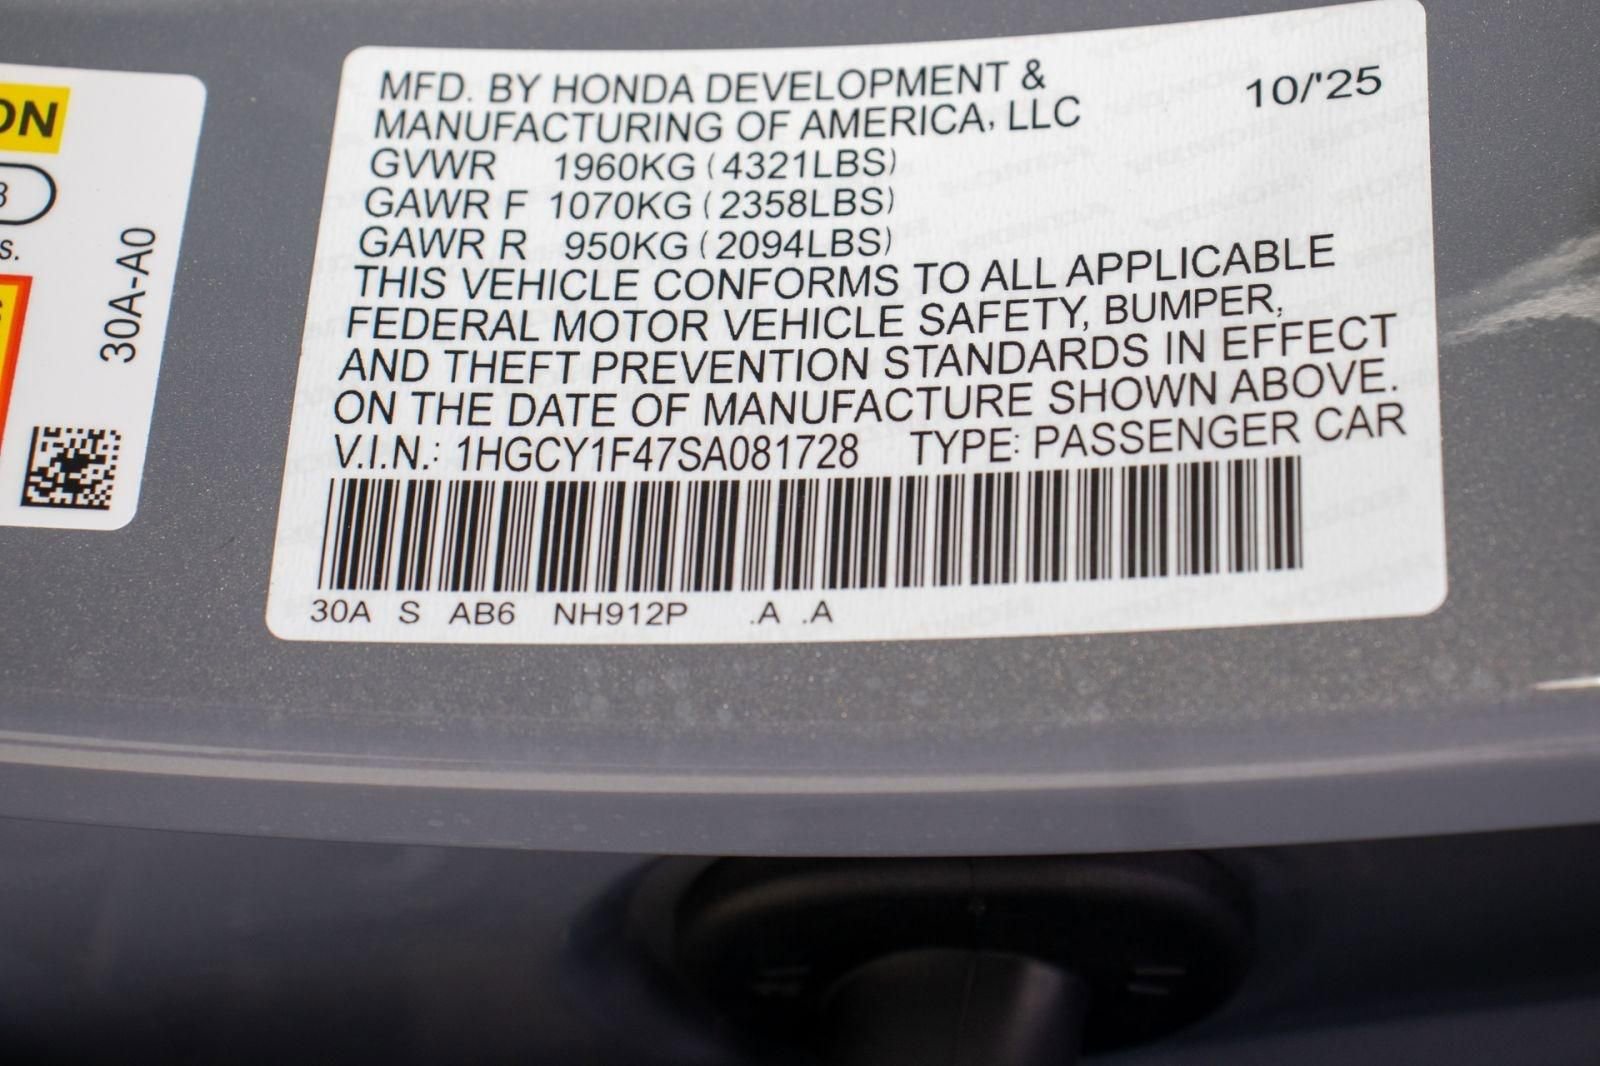 ON
S.
30A-A0
MFD. BY HONDA DEVELOPMENT &
MANUFACTURING OF AMERICA, LLC
10/'25
GVWR 1960KG (4321LBS)
GAWR F 1070KG (2358LBS)
GAWR R 950KG (2094LBS)
THIS VEHICLE CONFORMS TO ALL APPLICABLE
FEDERAL MOTOR VEHICLE SAFETY, BUMPER,
AND THEFT PREVENTION STANDARDS IN EFFECT
ON THE DATE OF MANUFACTURE SHOWN ABOVE.
V.I.N.: 1HGCY1F47SA081728 TYPE: PASSENGER CAR
30A S AB6 NH912P .A .A